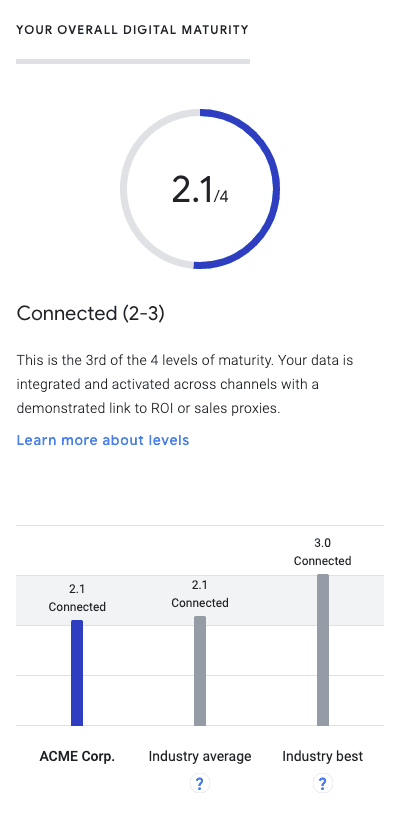 YOUR OVERALL DIGITAL MATURITY
2.1/4
Connected (2-3)
This is the 3rd of the 4 levels of maturity. Your data is
integrated and activated across channels with a
demonstrated link to ROI or sales proxies.
Learn more about levels
3.0
Connected
2.1
Connected
2.1
Connected
ACME Corp.
Industry average
Industry best
?
?